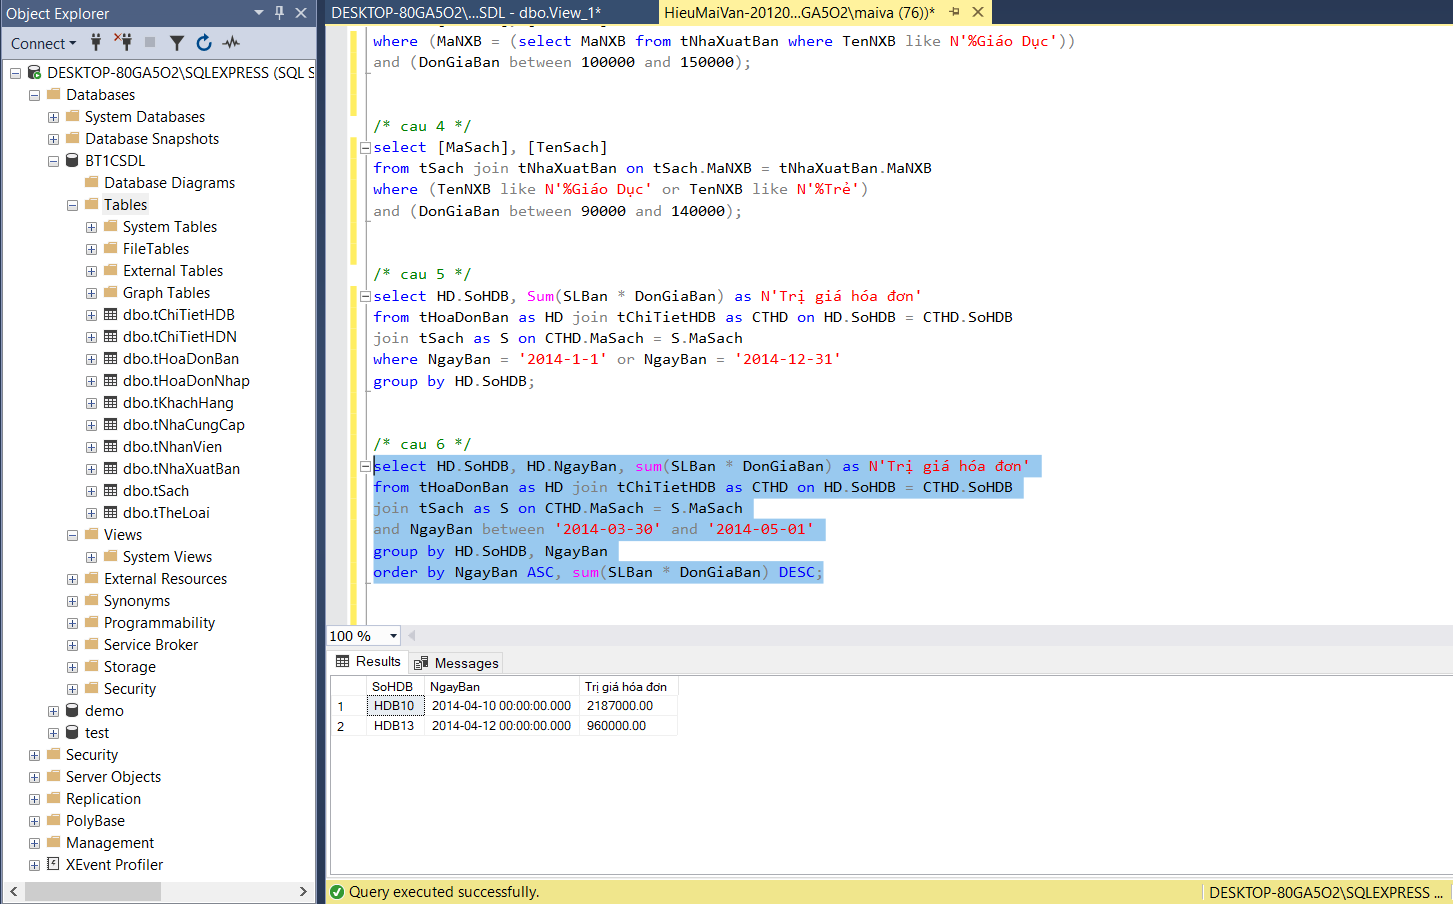 Object Explorer
Connect
DESKTOP-80GA5O2\SQLEXPRESS (SQL S
Databases
System Databases
Database Snapshots
BT1CSDL
Database Diagrams
Tables
System Tables
FileTables
External Tables
Graph Tables
dbo.tChiTietHDB
dbo.tChiTietHDN
dbo.tHoaDonBan
dbo.tHoaDonNhap
dbo.tKhachHang
dbo.tNhaCungCap
dbo.tNhanVien
dbo.tNhaXuatBan
dbo.tSach
dbo.tTheLoai
Views
System Views
External Resources
Synonyms
Programmability
Service Broker
Storage
Security
demo
test
Security
Server Objects
Replication
PolyBase
Management
XEvent Profiler
DESKTOP-80GA5O2\...SDL - dbo.View_1*
HieuMaiVan-20120...GA5O2\maiva (76))*
where (MaNXB = (select MaNXB from tNhaXuatBan where TenNXB like N'%Giáo Dục'))
and (DonGiaBan between 100000 and 150000);
/* cau 4 */
select [MaSach], [TenSach]
from tSach join tNhaXuatBan on tSach.MaNXB = tNhaXuatBan.MaNXB
where (TenNXB like N'%Giáo Dục' or TenNXB like N'%Trẻ')
and (DonGiaBan between 90000 and 140000);
/* cau 5 */
select HD.SoHDB, Sum(SLBan * DonGiaBan) as N'Trị giá hóa đơn'
from tHoaDonBan as HD join tChiTietHDB as CTHD on HD.SoHDB = CTHD.SoHDB
join tSach as S on CTHD.MaSach = S.MaSach
where NgayBan = '2014-1-1' or NgayBan = '2014-12-31'
group by HD.SoHDB;
/* cau 6 */
select HD.SoHDB, HD.NgayBan, sum(SLBan * DonGiaBan) as N'Trị giá hóa đơn'
from tHoaDonBan as HD join tChiTietHDB as CTHD on HD.SoHDB = CTHD.SoHDB
join tSach as S on CTHD.MaSach = S.MaSach
and NgayBan between '2014-03-30' and '2014-05-01'
group by HD.SoHDB, NgayBan
order by NgayBan ASC, sum(SLBan * DonGiaBan) DESC;
100 %
Results Messages
SoHDB NgayBan Trị giá hóa đơn
1 HDB10 2014-04-10 00:00:00.000 2187000.00
2 HDB13 2014-04-12 00:00:00.000 960000.00
Query executed successfully.
DESKTOP-80GA5O2\SQLEXPRESS ...